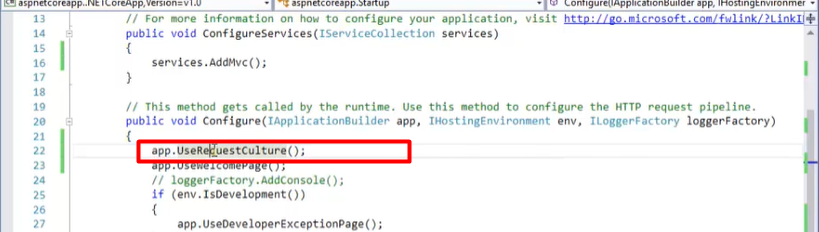 aspnetcoreapp..NETCoreApp,Version=v1.0 aspnetcoreapp.Startup Configure(IApplicationBuilder app, IHostingEnvironmen
13 // For more information on how to configure your application, visit http://go.microsoft.com/fwlink/?LinkI
14 public void ConfigureServices(IServiceCollection services)
15 {
16 services.AddMvc();
17 }
18
19 // This method gets called by the runtime. Use this method to configure the HTTP request pipeline.
20 public void Configure(IApplicationBuilder app, IHostingEnvironment env, ILoggerFactory loggerFactory)
21 {
22 app.UseRequestCulture();
23 app.UseWelcomePage();
24 // loggerFactory.AddConsole();
25 if (env.IsDevelopment())
26 {
27 app.UseDeveloperExceptionPage();